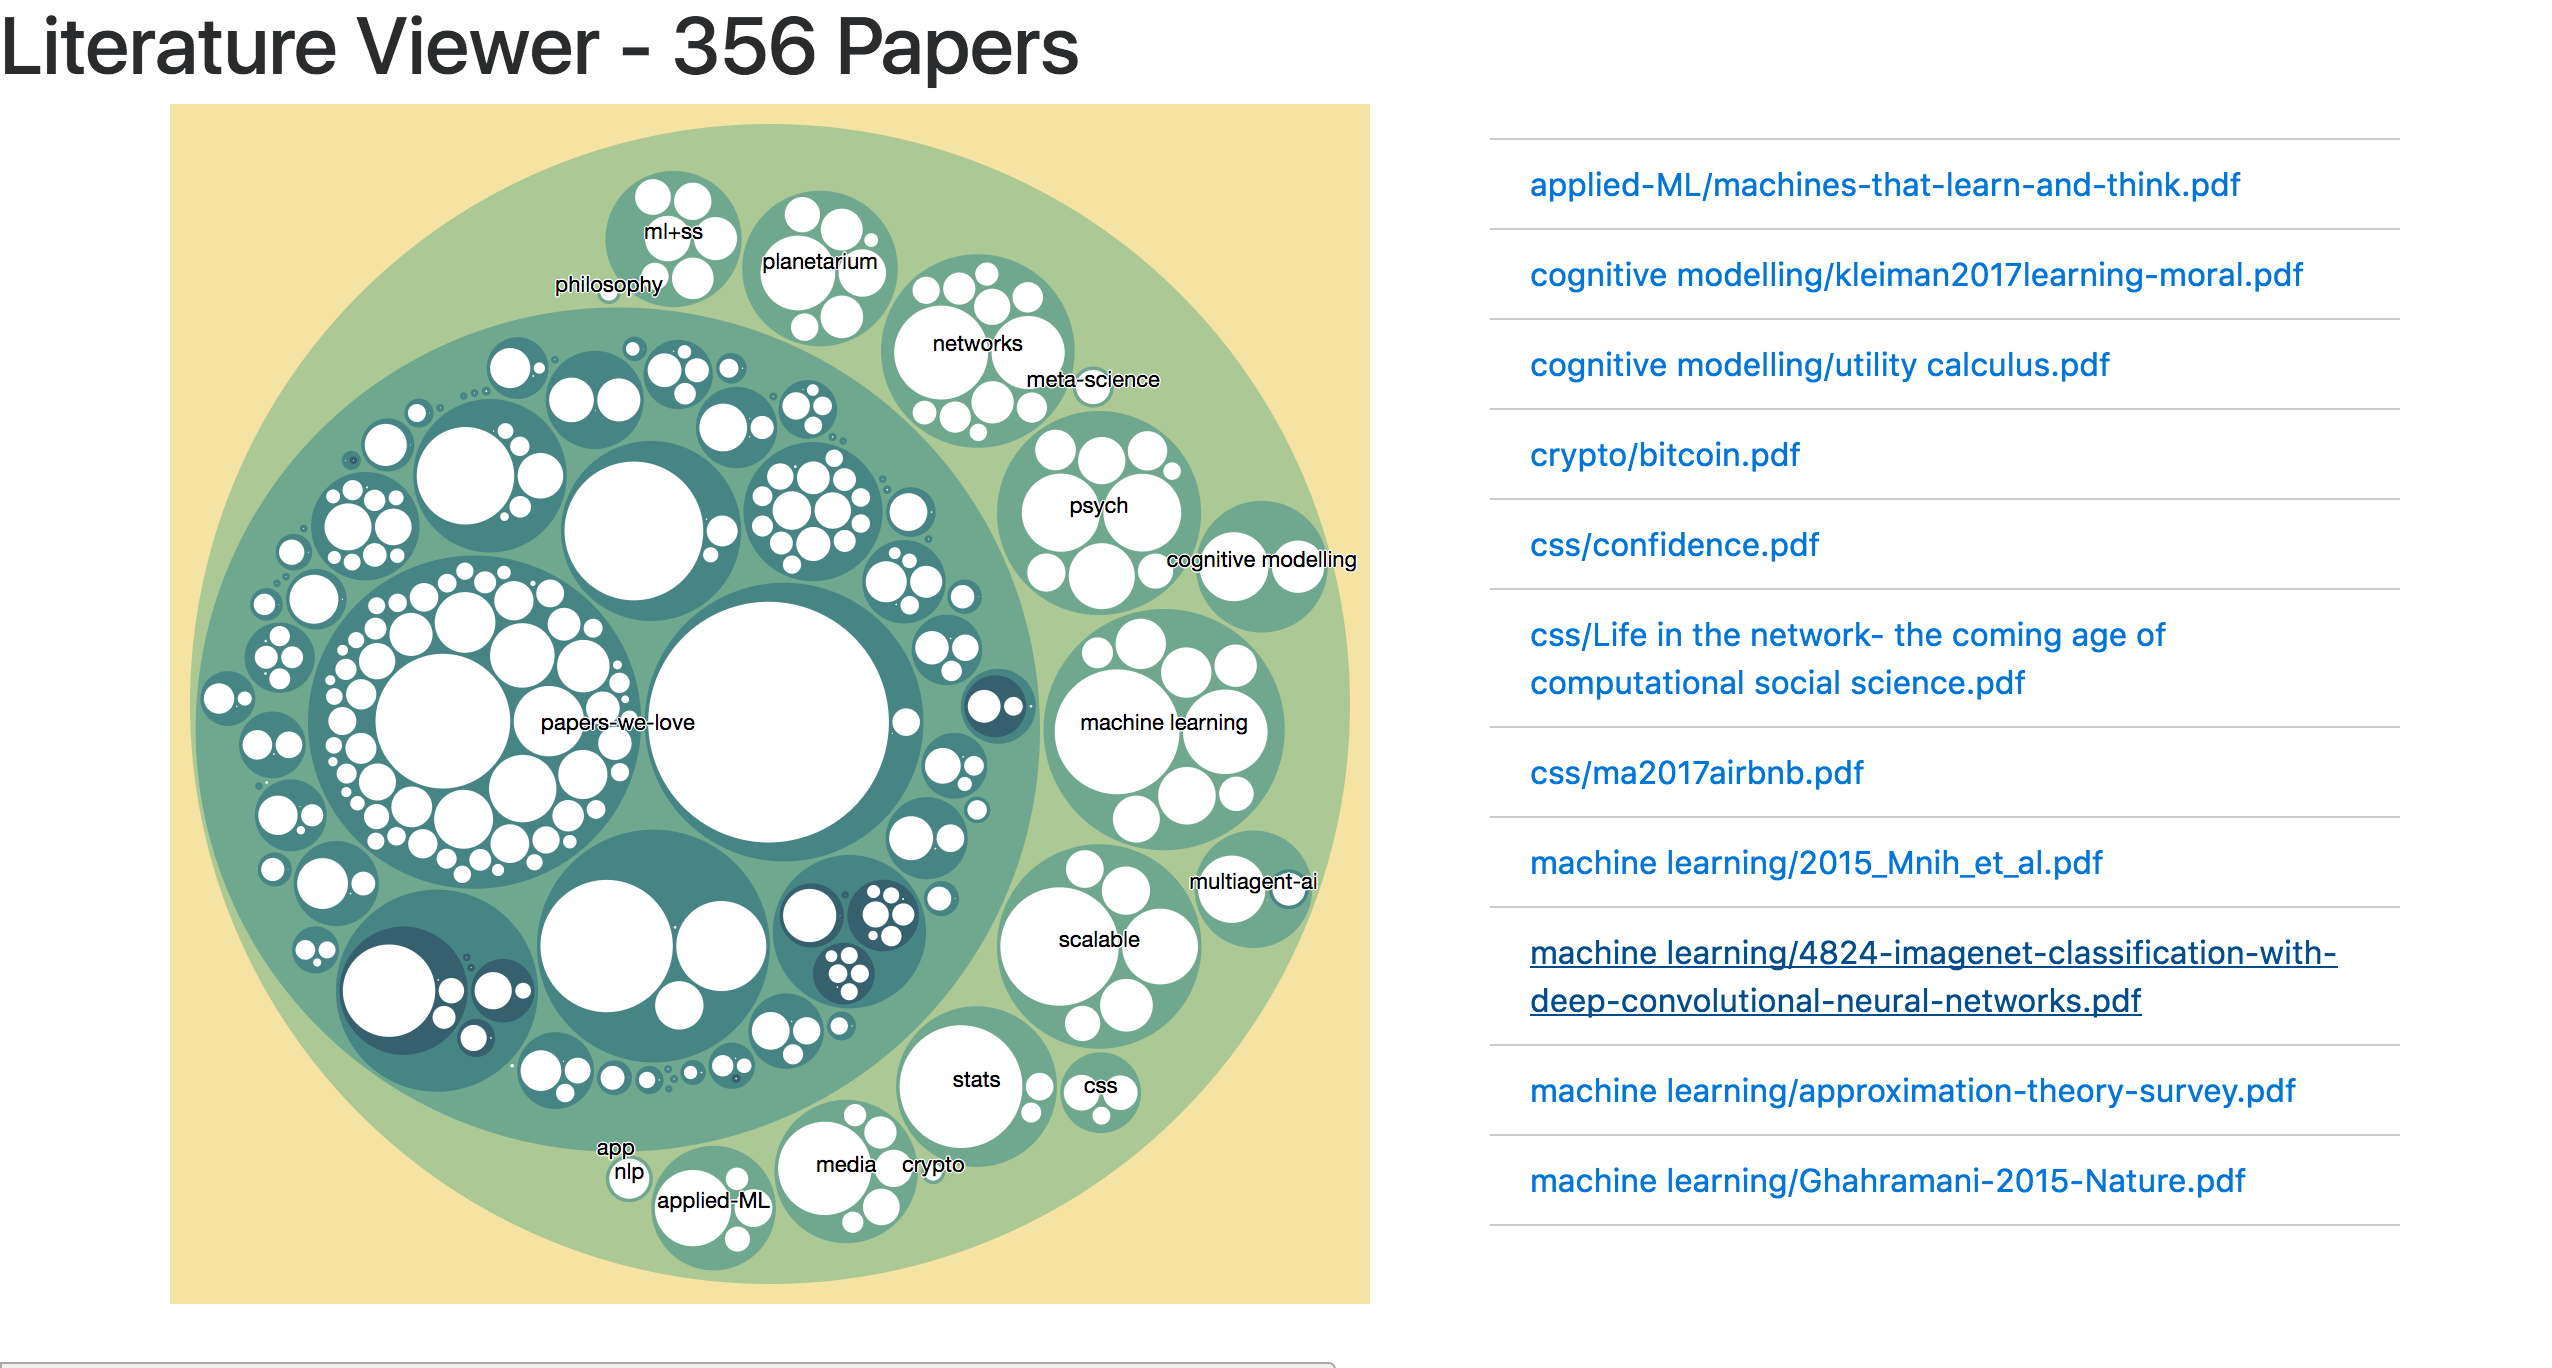 Literature Viewer - 356 Papers
ml+ss
planetarium
philosophy
networks
meta-science
psych
cognitive modelling
papers-we-love
machine learning
multiagent-ai
scalable
stats
css
app
nlp
media
crypto
applied-ML
applied-ML/machines-that-learn-and-think.pdf
cognitive modelling/kleiman2017learning-moral.pdf
cognitive modelling/utility calculus.pdf
crypto/bitcoin.pdf
css/confidence.pdf
css/Life in the network- the coming age of
computational social science.pdf
css/ma2017airbnb.pdf
machine learning/2015_Mnih_et_al.pdf
machine learning/4824-imagenet-classification-with-
deep-convolutional-neural-networks.pdf
machine learning/approximation-theory-survey.pdf
machine learning/Ghahramani-2015-Nature.pdf